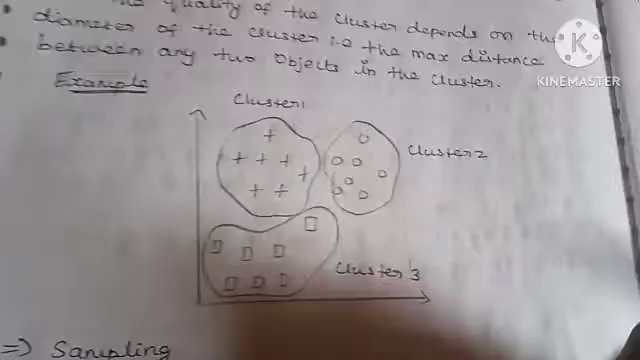 quality of the cluster depends on the
diameter of the cluster i.e the max distance
between any two objects in the cluster.
KINEMASTER
Example
Cluster1
Cluster2
Cluster 3
=> Sampling